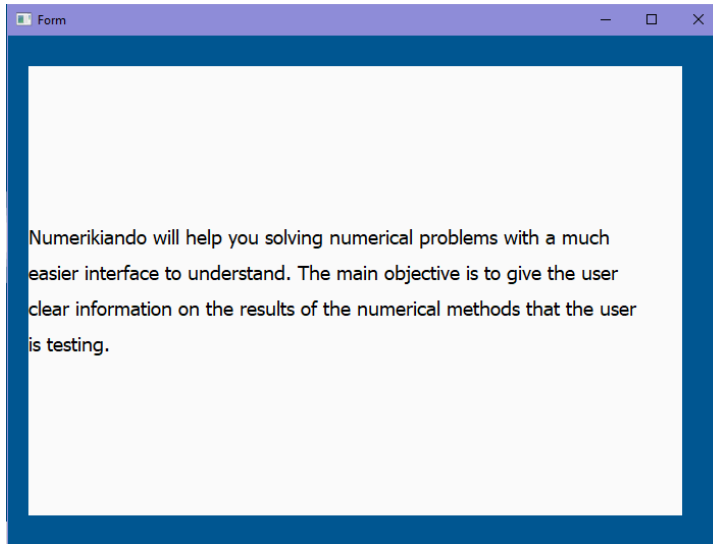 Form
Numerikiando will help you solving numerical problems with a much
easier interface to understand. The main objective is to give the user
clear information on the results of the numerical methods that the user
is testing.